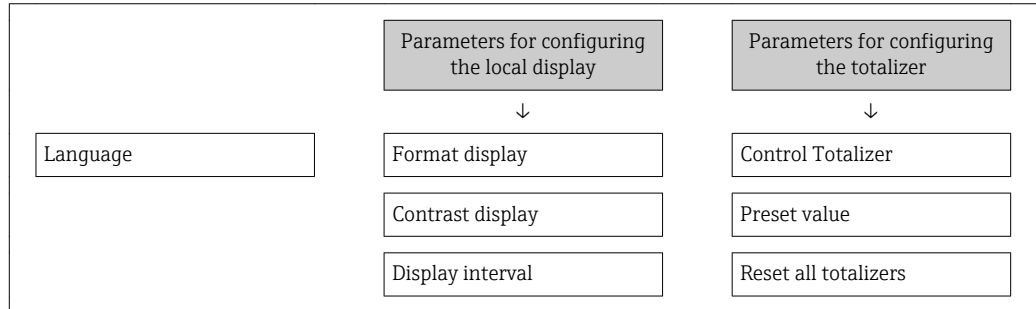 Parameters for configuring
the local display
Parameters for configuring
the totalizer
↓
↓
Language
Format display
Control Totalizer
Contrast display
Preset value
Display interval
Reset all totalizers